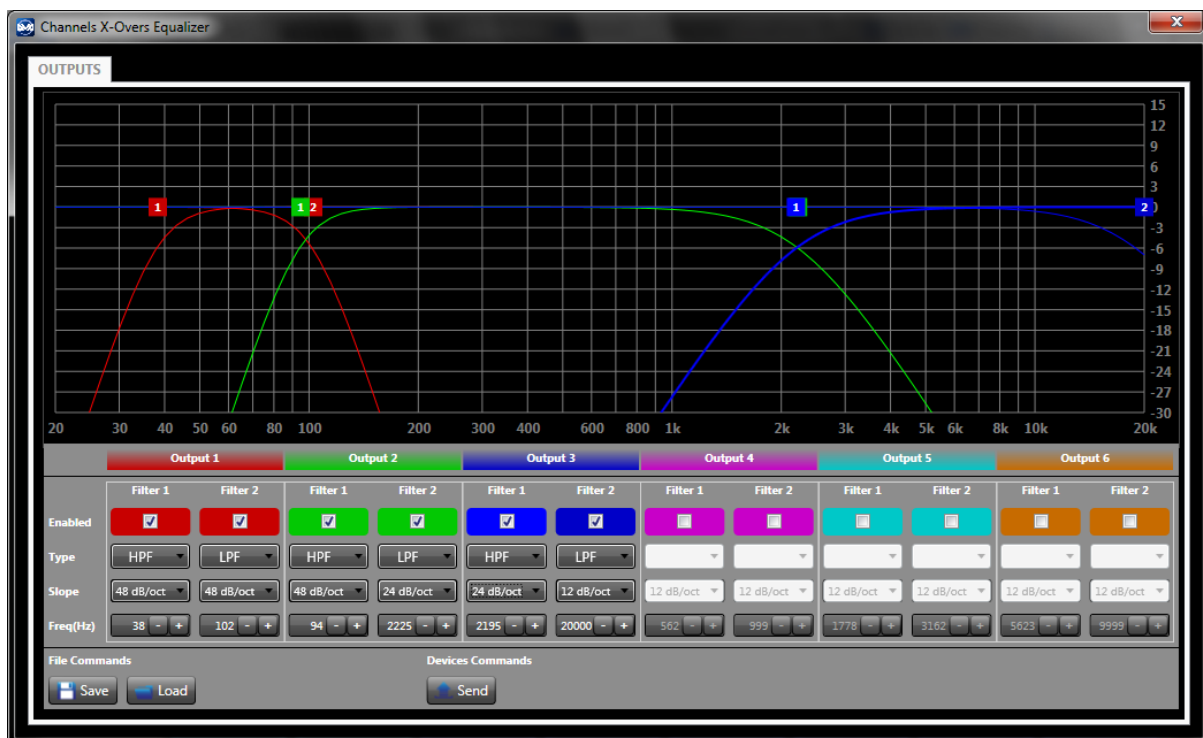 Channels X-Overs Equalizer
x
OUTPUTS
15
12
9
6
3
1
1 2
1
2
0
-3
-6
-9
-12
-15
-18
-21
-24
-27
-30
20 30 40 50 60 80 100 200 300 400 600 800 1k 2k 3k 4k 5k 6k 8k 10k 20k
Output 1 Output 2 Output 3 Output 4 Output 5 Output 6
Filter 1 Filter 2 Filter 1 Filter 2 Filter 1 Filter 2 Filter 1 Filter 2 Filter 1 Filter 2 Filter 1 Filter 2
Enabled
Type HPF LPF HPF LPF HPF LPF
Slope 48 dB/oct 48 dB/oct 48 dB/oct 24 dB/oct 24 dB/oct 12 dB/oct 12 dB/oct 12 dB/oct 12 dB/oct 12 dB/oct 12 dB/oct 12 dB/oct
Freq(Hz) 38 - + 102 - + 94 - + 2225 - + 2195 - + 20000 - + 562 - + 999 - + 1778 - + 3162 - + 5623 - + 9999 - +
File Commands Devices Commands
Save Load Send